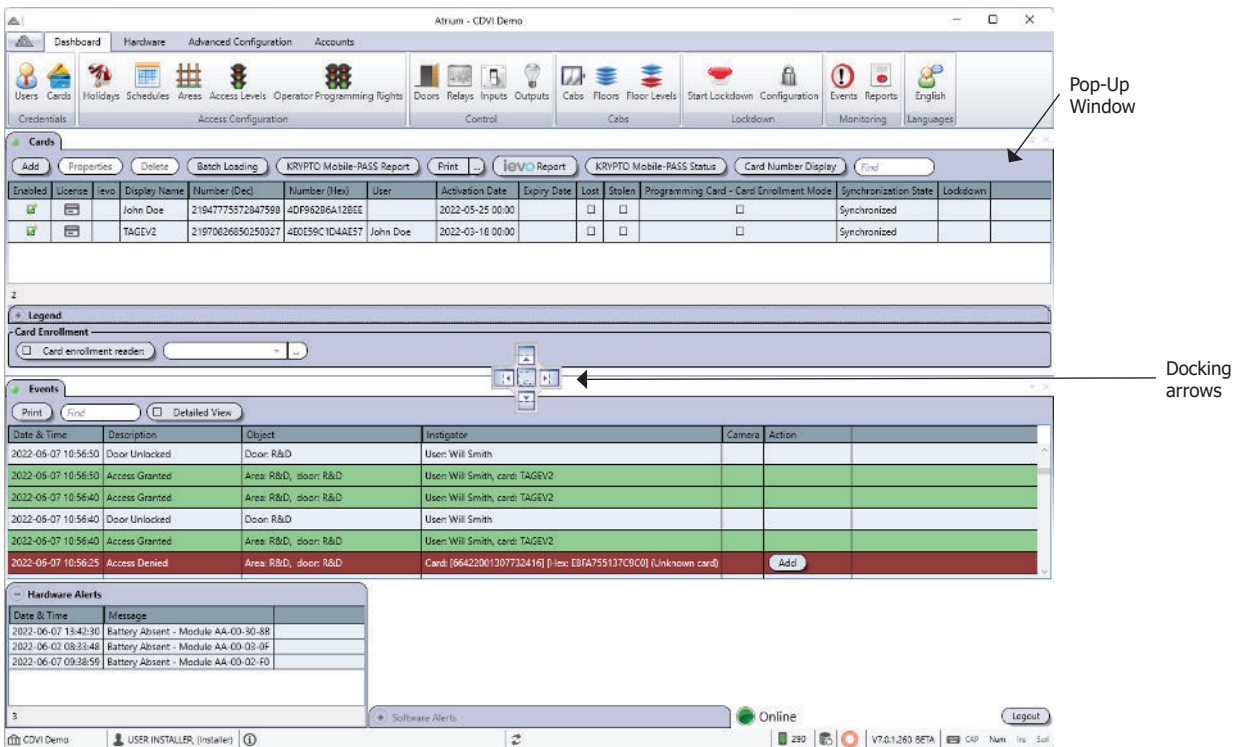 Atrium - CDVI Demo
Dashboard Hardware Advanced Configuration Accounts
Users Cards Holidays Schedules Areas Access Levels Operator Programming Rights Doors Relays Inputs Outputs Cabs Floors Floor Levels Start Lockdown Configuration Events Reports English
Credentials Access Configuration Control Cabs Lockdown Monitoring Languages
Pop-Up
Window
Cards
Add Properties Delete Batch Loading KRYPTO Mobile-PASS Report Print ... ievo Report KRYPTO Mobile-PASS Status Card Number Display Find
Enabled License ievo Display Name Number (Dec) Number (Hex) User Activation Date Expiry Date Lost Stolen Programming Card - Card Enrollment Mode Synchronization State Lockdown
John Doe 21947775572847598 4DF962B6A12BEE 2022-05-25 00:00 Synchronized
TAGEV2 21970826850250327 4E0E59C1D4AE57 John Doe 2022-03-18 00:00 Synchronized
2
+ Legend
Card Enrollment
Card enrollment reader: ..
Docking
arrows
Events
Print Find Detailed View
Date & Time Description Object Instigator Camera Action
2022-06-07 10:56:50 Door Unlocked Door: R&D User: Will Smith
2022-06-07 10:56:50 Access Granted Area: R&D, door: R&D User: Will Smith, card: TAGEV2
2022-06-07 10:56:40 Access Granted Area: R&D, door: R&D User: Will Smith, card: TAGEV2
2022-06-07 10:56:40 Door Unlocked Door: R&D User: Will Smith
2022-06-07 10:56:40 Access Granted Area: R&D, door: R&D User: Will Smith, card: TAGEV2
2022-06-07 10:56:25 Access Denied Area: R&D, door: R&D Card: [66422001307732416] [Hex: EBFA755137C9C0] (Unknown card) Add
− Hardware Alerts
Date & Time Message
2022-06-07 13:42:30 Battery Absent - Module AA-00-30-8B
2022-06-02 08:33:48 Battery Absent - Module AA-00-03-0F
2022-06-07 09:38:59 Battery Absent - Module AA-00-02-F0
3
+ Software Alerts
Online
Logout
CDVI Demo USER INSTALLER, (Installer) 290 V7.0.1.260 BETA CAP Num Ins